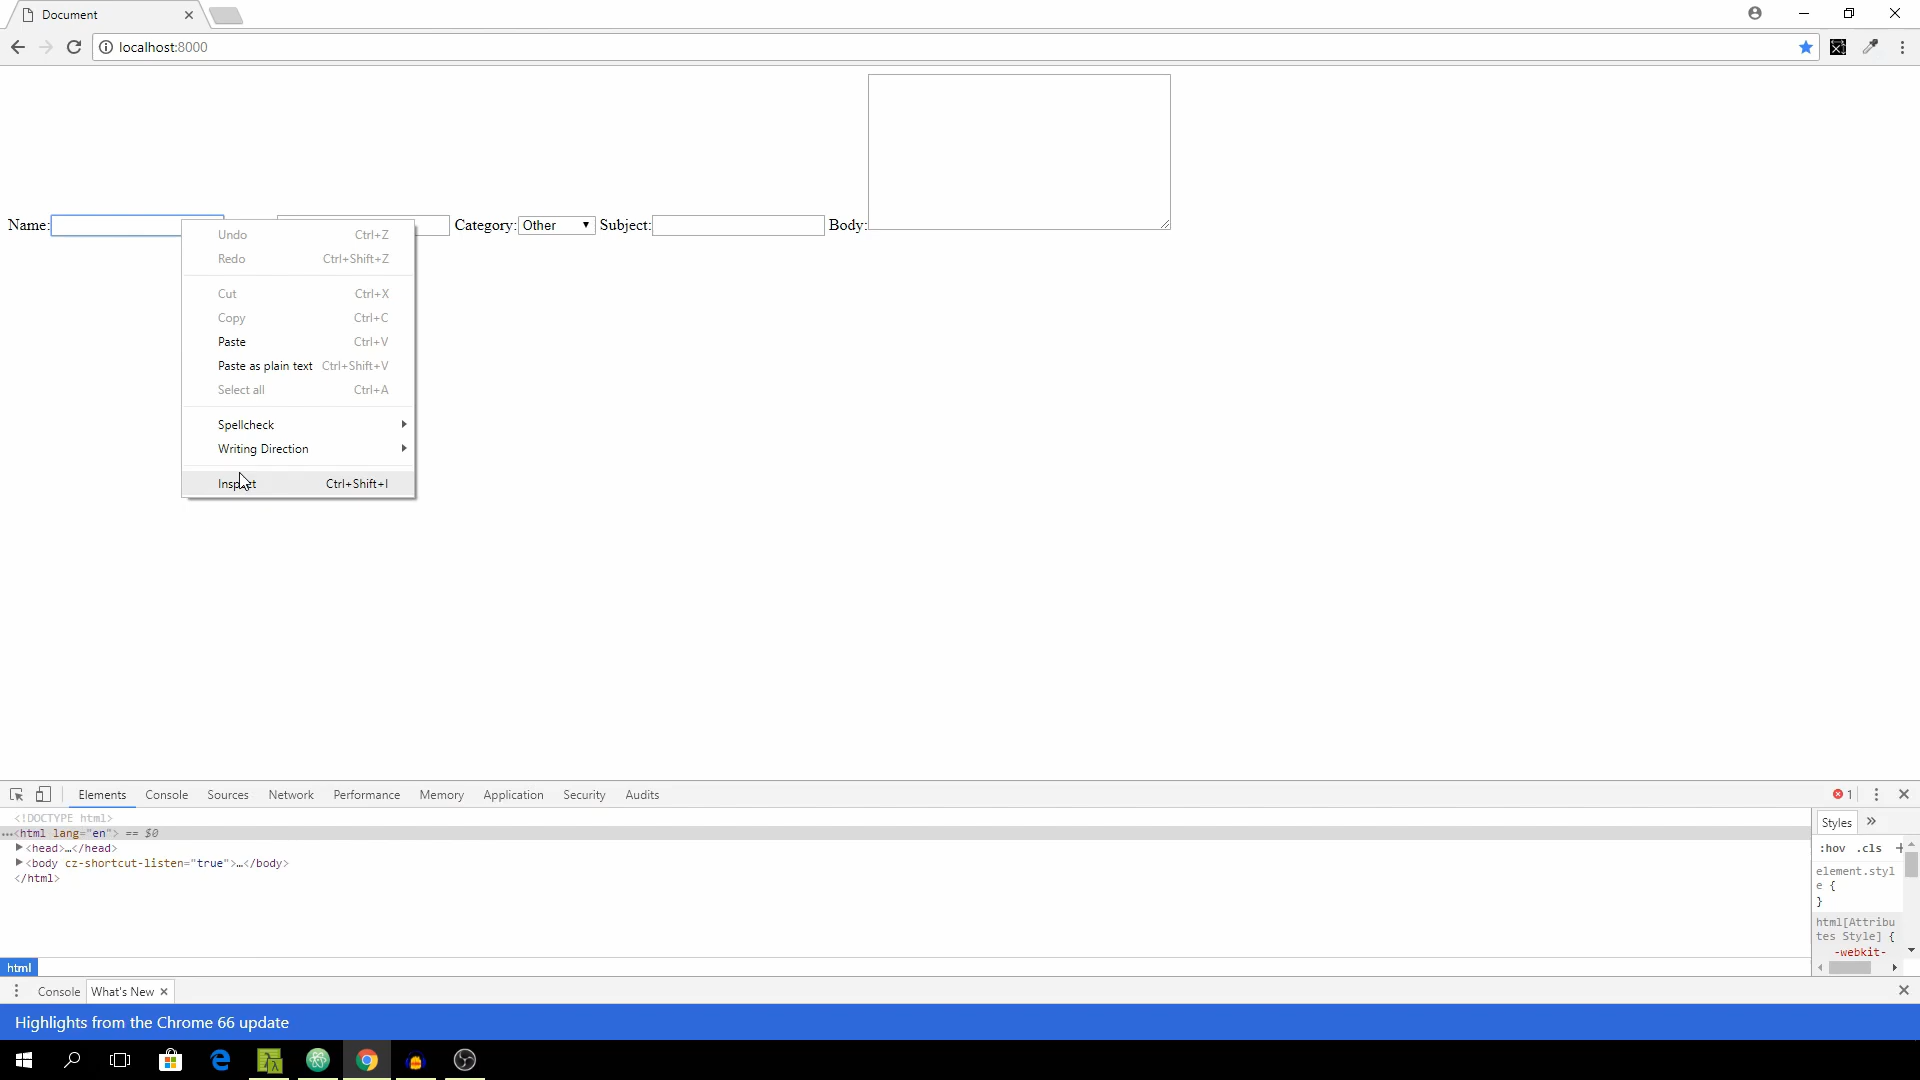 Document
localhost:8000
Name:
Category: Other Subject: Body:
Undo Ctrl+Z
Redo Ctrl+Shift+Z
Cut Ctrl+X
Copy Ctrl+C
Paste Ctrl+V
Paste as plain text Ctrl+Shift+V
Select all Ctrl+A
Spellcheck
Writing Direction
Inspect Ctrl+Shift+I
Elements Console Sources Network Performance Memory Application Security Audits 1
<!DOCTYPE html>
...<html lang="en"> == $0
<head>…</head>
<body cz-shortcut-listen="true">…</body>
</html>
Styles »
:hov .cls +
element.styl
e {
}
html[Attribu
tes Style] {
-webkit-
html
Console What's New
Highlights from the Chrome 66 update